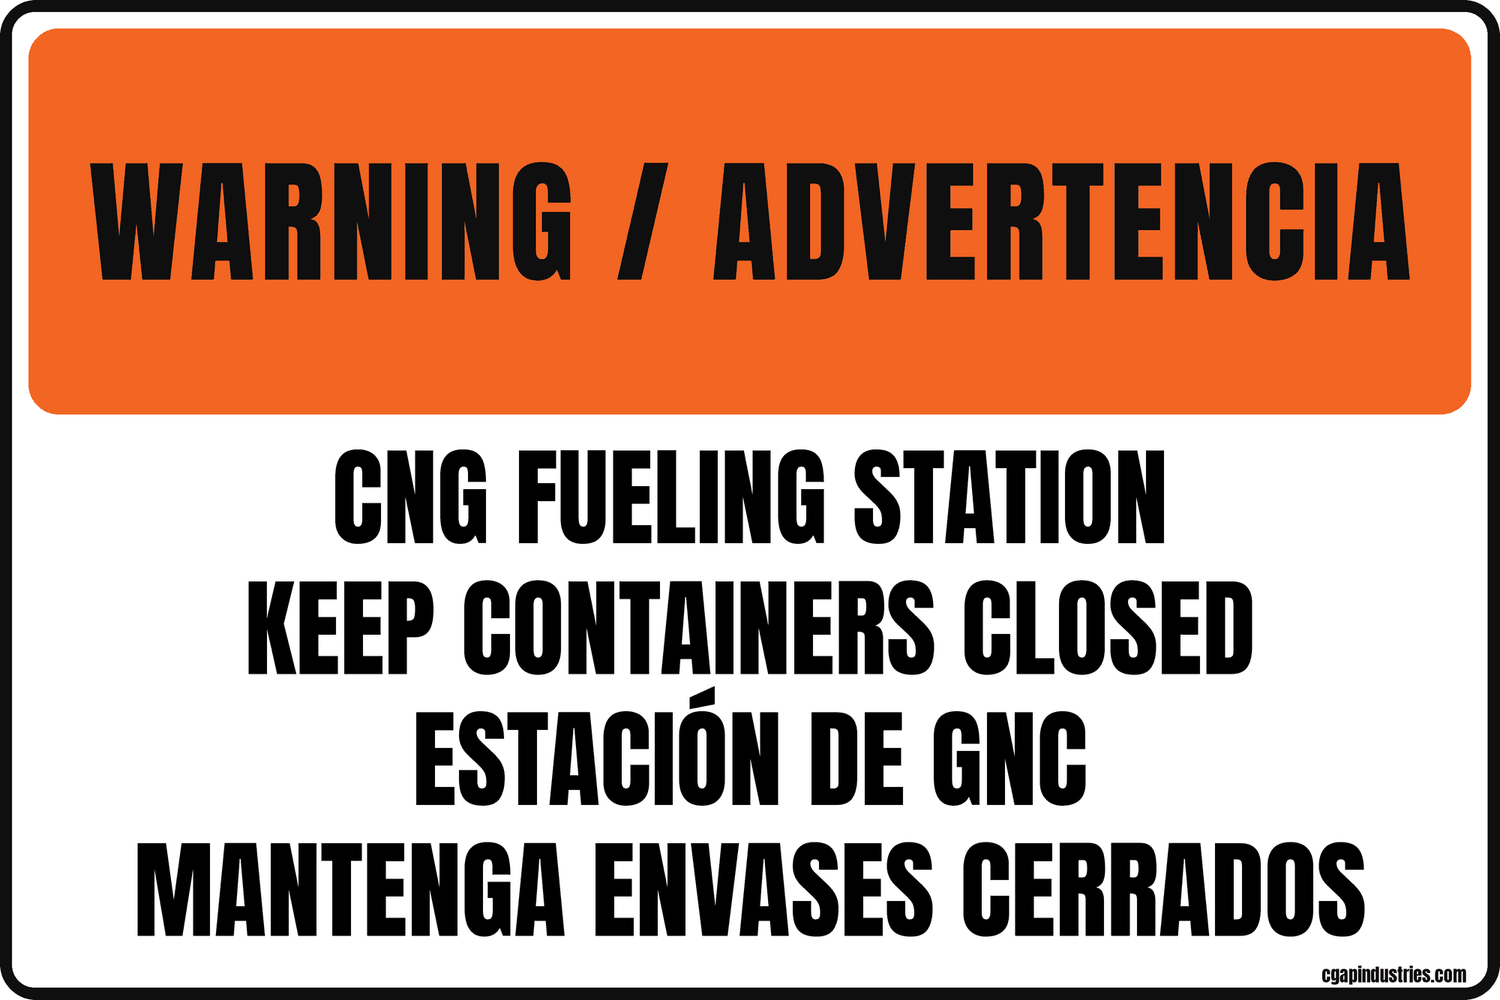 WARNING / ADVERTENCIA
CNG FUELING STATION
KEEP CONTAINERS CLOSED
ESTACIÓN DE GNC
MANTENGA ENVASES CERRADOS
cgapindustries.com